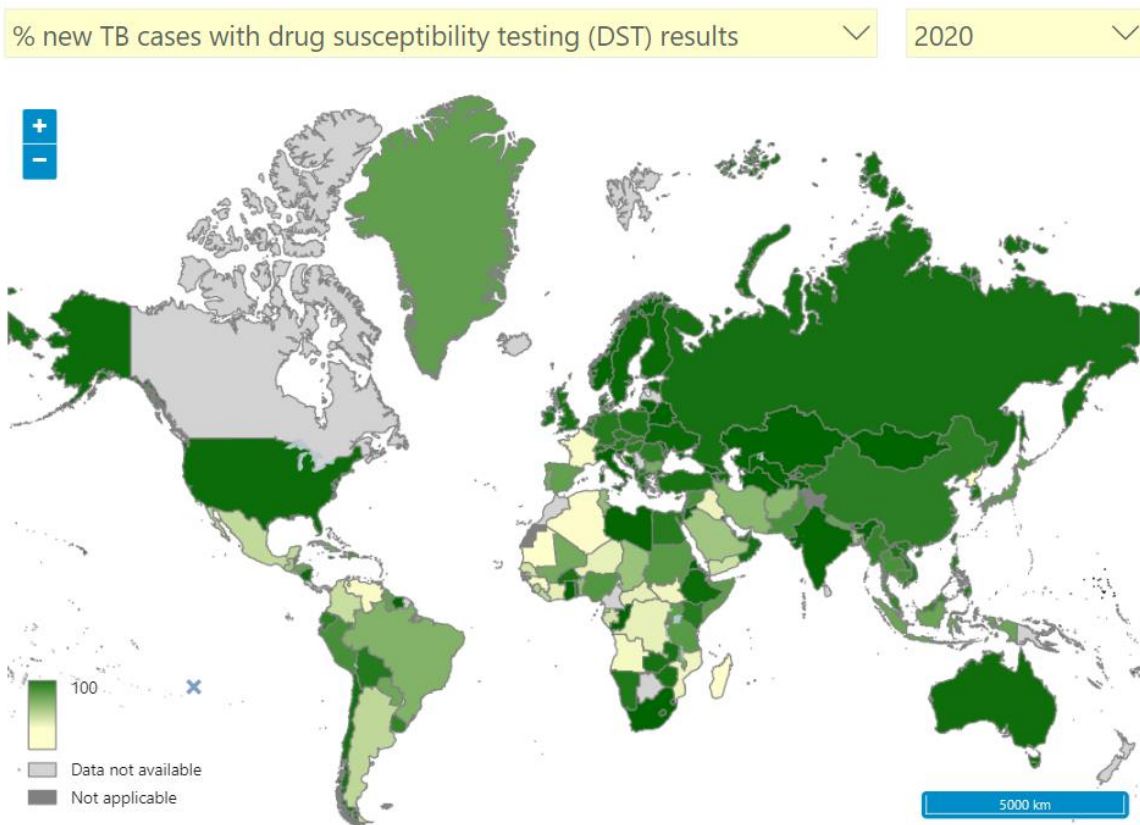 % new TB cases with drug susceptibility testing (DST) results
2020
+
−
100
Data not available
Not applicable
5000 km